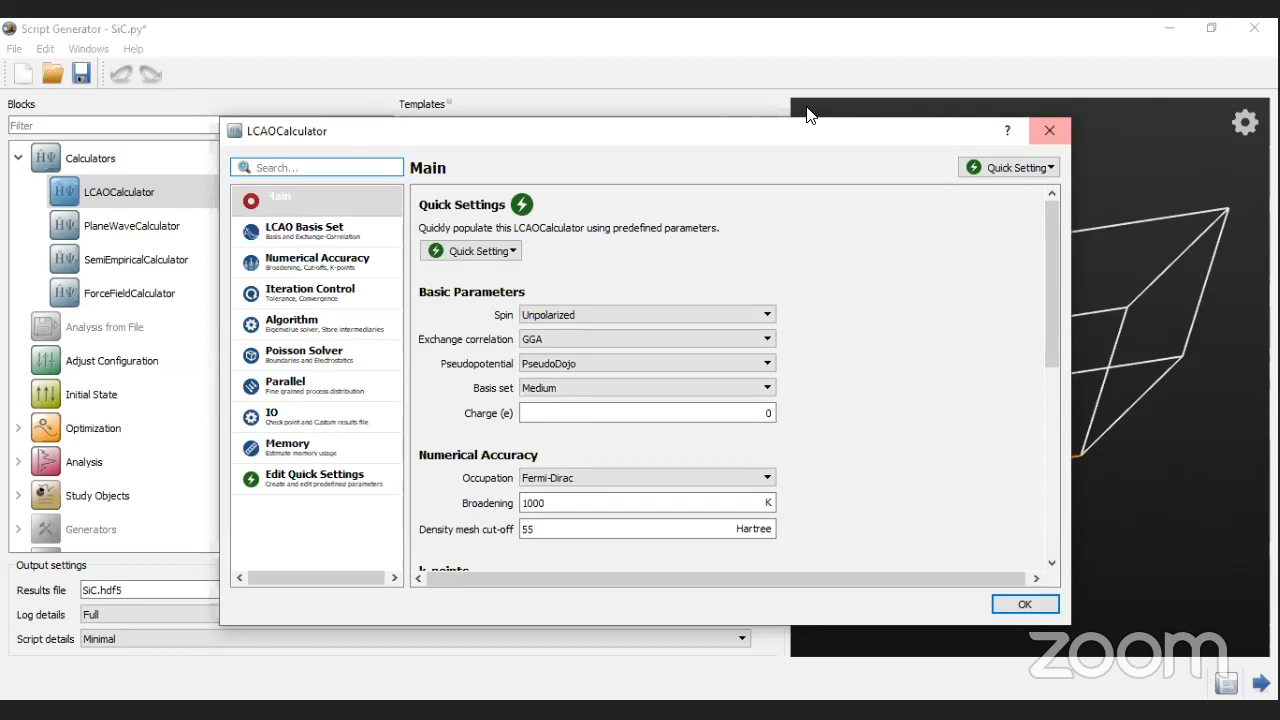 Script Generator - SiC.py*
File Edit Windows Help
Blocks
Templates
Filter
Calculators
LCAOCalculator
PlaneWaveCalculator
SemiEmpiricalCalculator
ForceFieldCalculator
Analysis from File
Adjust Configuration
Initial State
Optimization
Analysis
Study Objects
Generators
Output settings
Results file SiC.hdf5
Log details Full
Script details Minimal
LCAOCalculator
?
Search...
Main
Quick Setting
LCAO Basis Set
Basis and Exchange-Correlation
Numerical Accuracy
Broadening, Cut-offs, K-points
Iteration Control
Tolerance, Convergence
Algorithm
Eigenvalue solver, Store intermediaries
Poisson Solver
Boundaries and Electrostatics
Parallel
Fine grained process distribution
IO
Checkpoint and Custom results file
Memory
Estimate memory usage
Edit Quick Settings
Create and edit predefined parameters
Quick Settings
Quickly populate this LCAOCalculator using predefined parameters.
Quick Setting
Basic Parameters
Spin Unpolarized
Exchange correlation GGA
Pseudopotential PseudoDojo
Basis set Medium
Charge (e) 0
Numerical Accuracy
Occupation Fermi-Dirac
Broadening 1000 K
Density mesh cut-off 55 Hartree
k-points
OK
zoom